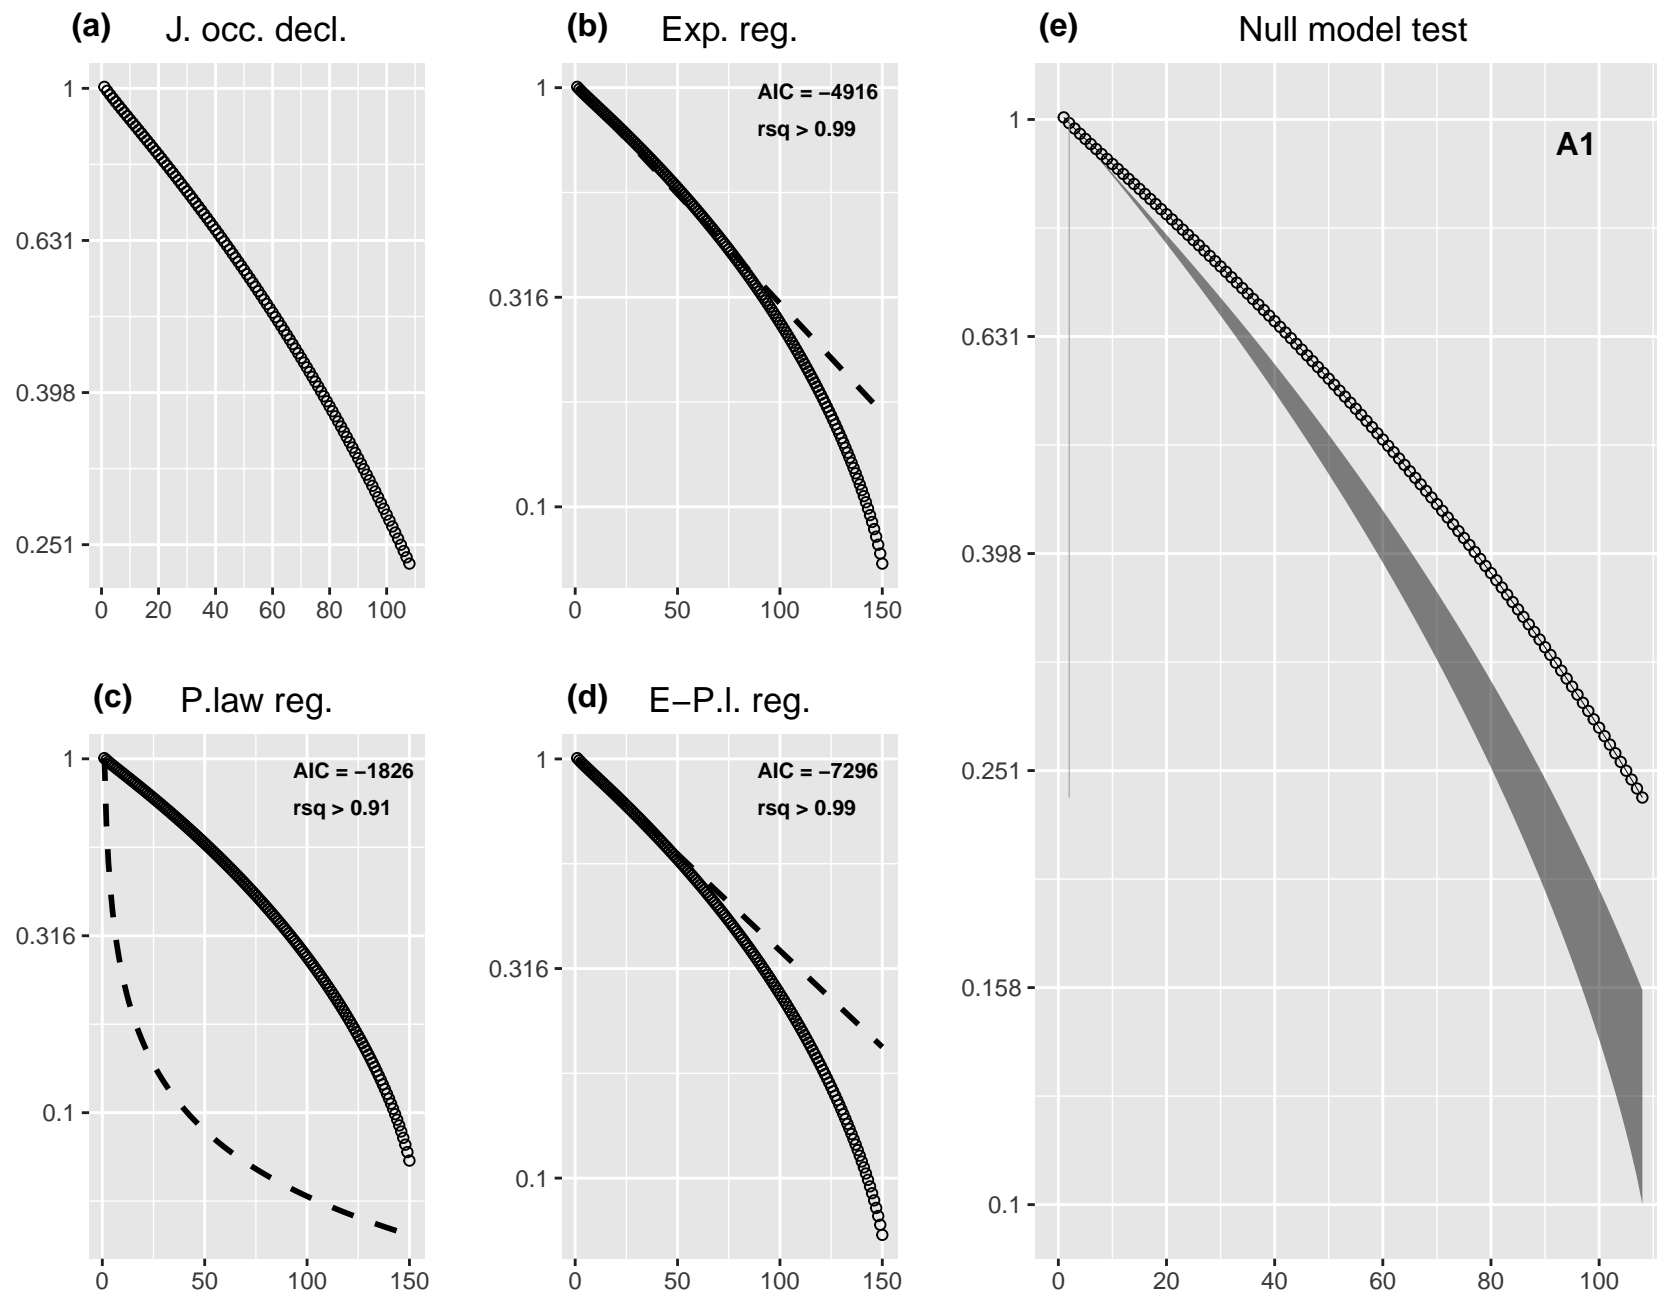 (a) J. occ. decl.
1
0.631
0.398
0.251
0 20 40 60 80 100
(b) Exp. reg.
AIC = −4916
rsq > 0.99
1
0.316
0.1
0 50 100 150
(c) P.law reg.
AIC = −1826
rsq > 0.91
1
0.316
0.1
0 50 100 150
(d) E−P.l. reg.
AIC = −7296
rsq > 0.99
1
0.316
0.1
0 50 100 150
(e) Null model test
A1
1
0.631
0.398
0.251
0.158
0.1
0 20 40 60 80 100